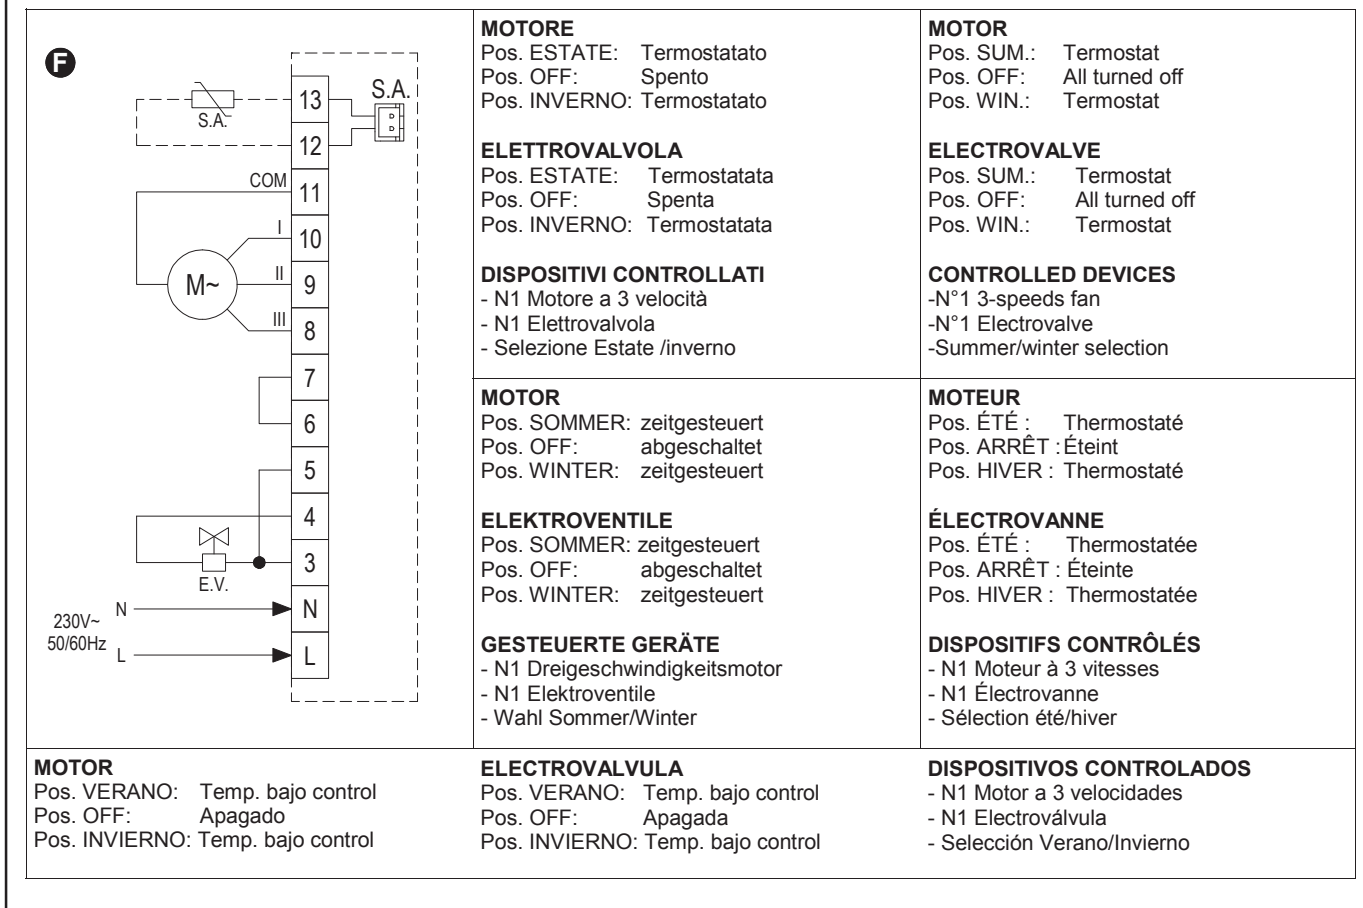 F
S.A.
S.A.
13
12
COM
11
I
10
M~
II
9
III
8
7
6
5
4
3
E.V.
230V~
50/60Hz
N
N
L
L
MOTORE
Pos. ESTATE: Termostatato
Pos. OFF: Spento
Pos. INVERNO: Termostatato
ELETTROVALVOLA
Pos. ESTATE: Termostatata
Pos. OFF: Spenta
Pos. INVERNO: Termostatata
DISPOSITIVI CONTROLLATI
- N1 Motore a 3 velocità
- N1 Elettrovalvola
- Selezione Estate /inverno
MOTOR
Pos. SUM.: Termostat
Pos. OFF: All turned off
Pos. WIN.: Termostat
ELECTROVALVE
Pos. SUM.: Termostat
Pos. OFF: All turned off
Pos. WIN.: Termostat
CONTROLLED DEVICES
-N°1 3-speeds fan
-N°1 Electrovalve
-Summer/winter selection
MOTOR
Pos. SOMMER: zeitgesteuert
Pos. OFF: abgeschaltet
Pos. WINTER: zeitgesteuert
ELEKTROVENTILE
Pos. SOMMER: zeitgesteuert
Pos. OFF: abgeschaltet
Pos. WINTER: zeitgesteuert
GESTEUERTE GERÄTE
- N1 Dreigeschwindigkeitsmotor
- N1 Elektroventile
- Wahl Sommer/Winter
MOTEUR
Pos. ÉTÉ : Thermostaté
Pos. ARRÊT : Éteint
Pos. HIVER : Thermostaté
ÉLECTROVANNE
Pos. ÉTÉ : Thermostatée
Pos. ARRÊT : Éteinte
Pos. HIVER : Thermostatée
DISPOSITIFS CONTRÔLÉS
- N1 Moteur à 3 vitesses
- N1 Électrovanne
- Sélection été/hiver
MOTOR
Pos. VERANO: Temp. bajo control
Pos. OFF: Apagado
Pos. INVIERNO: Temp. bajo control
ELECTROVALVULA
Pos. VERANO: Temp. bajo control
Pos. OFF: Apagada
Pos. INVIERNO: Temp. bajo control
DISPOSITIVOS CONTROLADOS
- N1 Motor a 3 velocidades
- N1 Electroválvula
- Selección Verano/Invierno